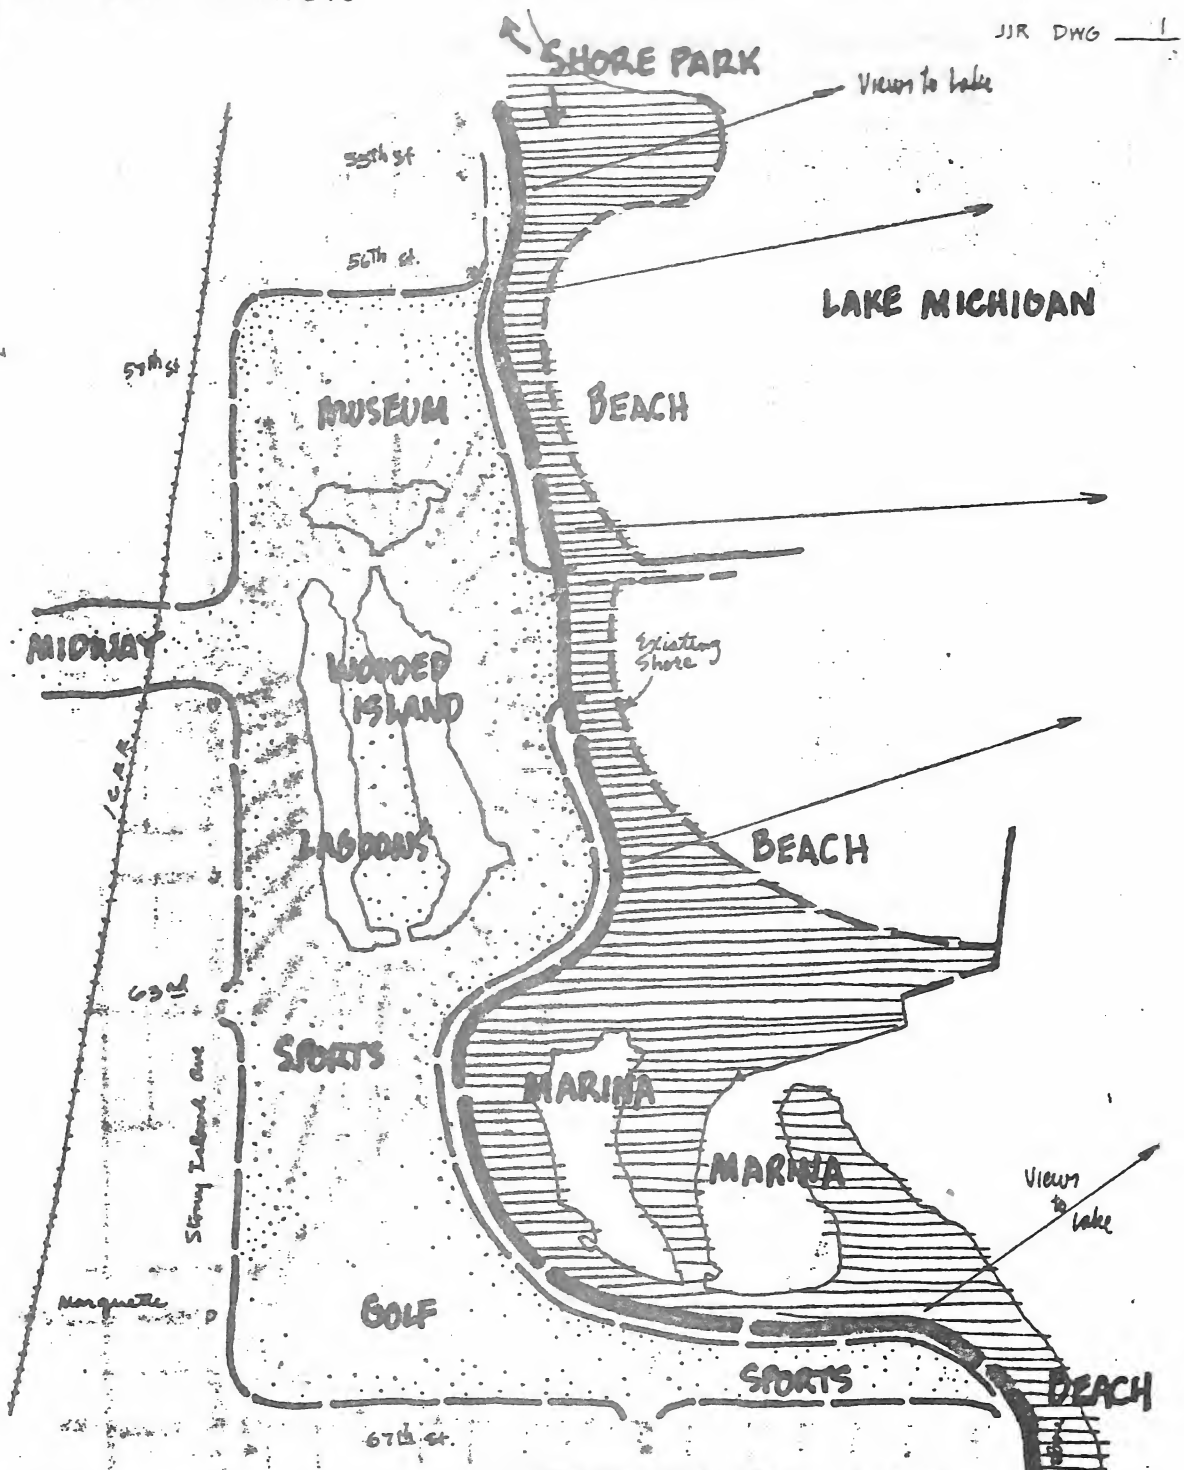 JJR DWG 1
SHORE PARK
Views to Lake
55th St
56th St.
LAKE MICHIGAN
57th St
MUSEUM
BEACH
MIDWAY
WOODED
ISLAND
Existing
Shore
I.C.R.R.
LAGOONS
BEACH
63rd
SPORTS
MARINA
Stony Island Ave
MARINA
Views
to
Lake
Marquette
GOLF
SPORTS
BEACH
67th St.